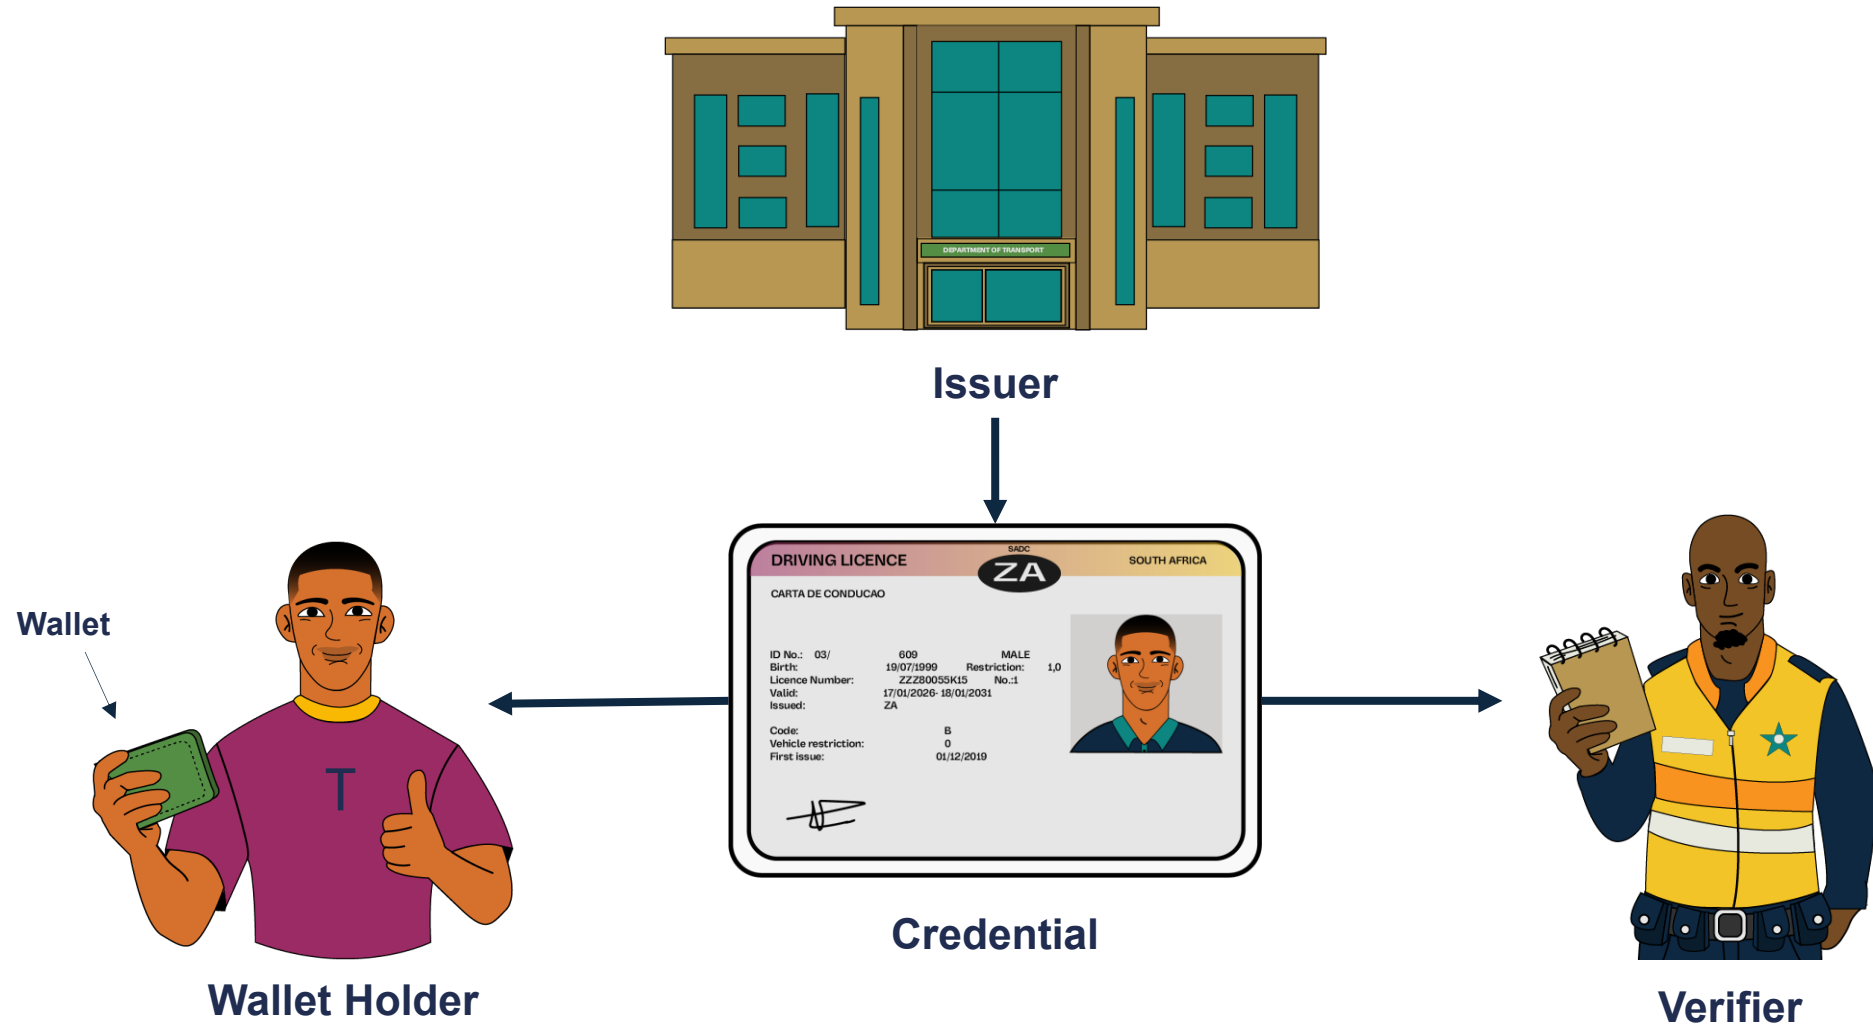 DEPARTMENT OF TRANSPORT
Issuer
DRIVING LICENCE
SADC
ZA
SOUTH AFRICA
CARTA DE CONDUCAO
ID No.: 03/ 609 MALE
Birth: 19/07/1999 Restriction: 1,0
Licence Number: ZZZ80055K15 No.:1
Valid: 17/01/2026- 18/01/2031
Issued: ZA
Code: B
Vehicle restriction: 0
First issue: 01/12/2019
Credential
Wallet
T
Wallet Holder
Verifier